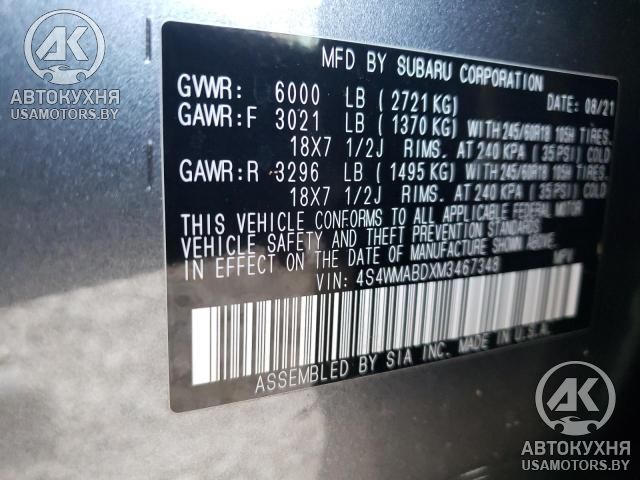 AK
АВТОКУХНЯ
USAMOTORS.BY
MFD BY SUBARU CORPORATION
GVWR: 6000 LB ( 2721 KG) DATE: 08/21
GAWR:F 3021 LB ( 1370 KG) WITH 245/60R18 105H TIRES.
18X7 1/2J RIMS. AT 240 KPA ( 35 PSI) COLD
GAWR:R 3296 LB ( 1495 KG) WITH 245/60R18 105H TIRES.
18X7 1/2J RIMS. AT 240 KPA ( 35 PSI) COLD
THIS VEHICLE CONFORMS TO ALL APPLICABLE FEDERAL MOTOR
VEHICLE SAFETY AND THEFT PREVENTION STANDARDS
IN EFFECT ON THE DATE OF MANUFACTURE SHOWN ABOVE.
VIN: 4S4WMABDXM3467348 MPV
ASSEMBLED BY SIA INC. MADE IN U.S.A.
AK
АВТОКУХНЯ
USAMOTORS.BY